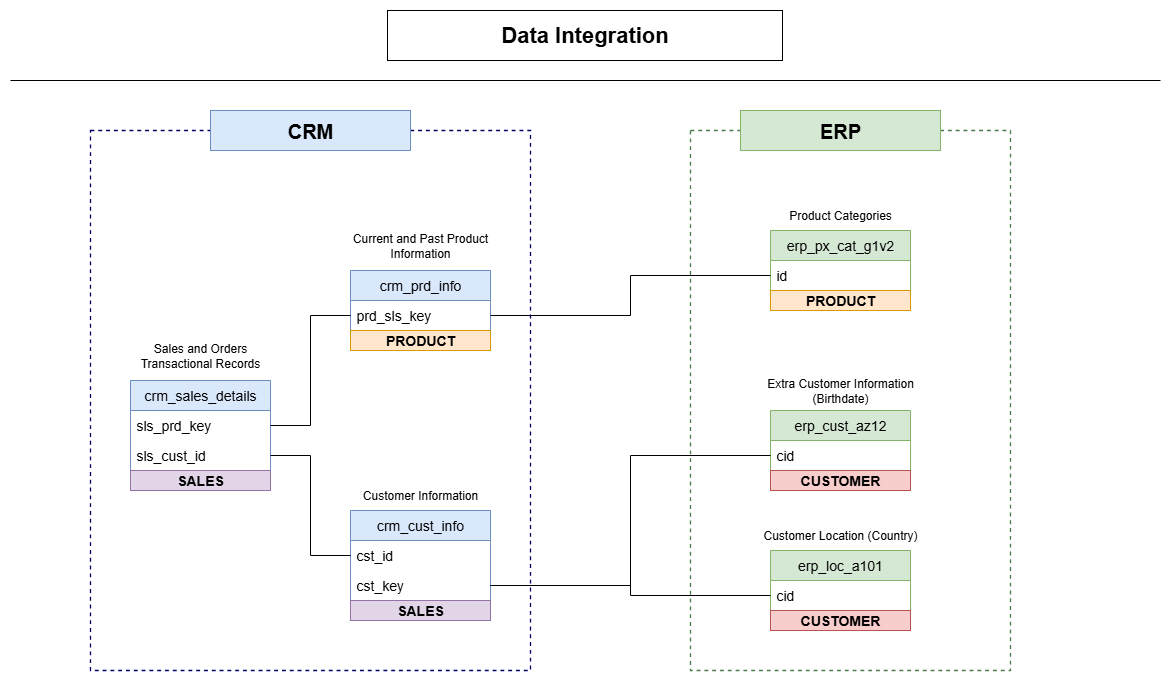 Data Integration
CRM
ERP
Current and Past Product
Information
crm_prd_info
prd_sls_key
PRODUCT
Sales and Orders
Transactional Records
crm_sales_details
sls_prd_key
sls_cust_id
SALES
Customer Information
crm_cust_info
cst_id
cst_key
SALES
Product Categories
erp_px_cat_g1v2
id
PRODUCT
Extra Customer Information
(Birthdate)
erp_cust_az12
cid
CUSTOMER
Customer Location (Country)
erp_loc_a101
cid
CUSTOMER